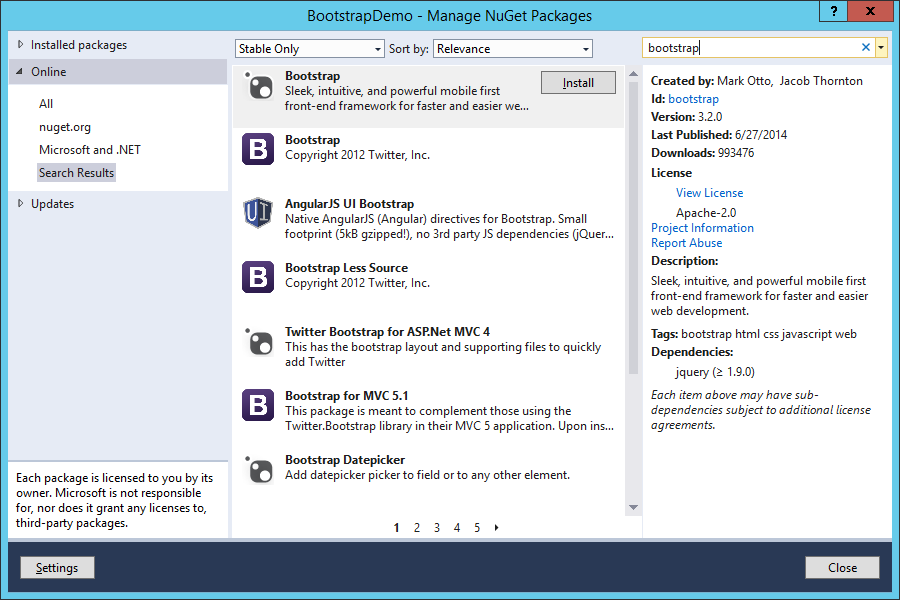 BootstrapDemo - Manage NuGet Packages
?
x
Installed packages
Online
All
nuget.org
Microsoft and .NET
Search Results
Updates
Each package is licensed to you by its
owner. Microsoft is not responsible
for, nor does it grant any licenses to,
third-party packages.
Stable Only
Sort by:
Relevance
Bootstrap
Sleek, intuitive, and powerful mobile first
front-end framework for faster and easier we...
Install
B
Bootstrap
Copyright 2012 Twitter, Inc.
UI
AngularJS UI Bootstrap
Native AngularJS (Angular) directives for Bootstrap. Small
footprint (5kB gzipped!), no 3rd party JS dependencies (jQuer...
B
Bootstrap Less Source
Copyright 2012 Twitter, Inc.
Twitter Bootstrap for ASP.Net MVC 4
This has the bootstrap layout and supporting files to quickly
add Twitter
B
Bootstrap for MVC 5.1
This package is meant to complement those using the
Twitter.Bootstrap library in their MVC 5 application. Upon ins...
Bootstrap Datepicker
Add datepicker picker to field or to any other element.
1 2 3 4 5
bootstrap
Created by: Mark Otto, Jacob Thornton
Id: bootstrap
Version: 3.2.0
Last Published: 6/27/2014
Downloads: 993476
License
View License
Apache-2.0
Project Information
Report Abuse
Description:
Sleek, intuitive, and powerful mobile first
front-end framework for faster and easier
web development.
Tags: bootstrap html css javascript web
Dependencies:
jquery (≥ 1.9.0)
Each item above may have sub-
dependencies subject to additional license
agreements.
Settings
Close